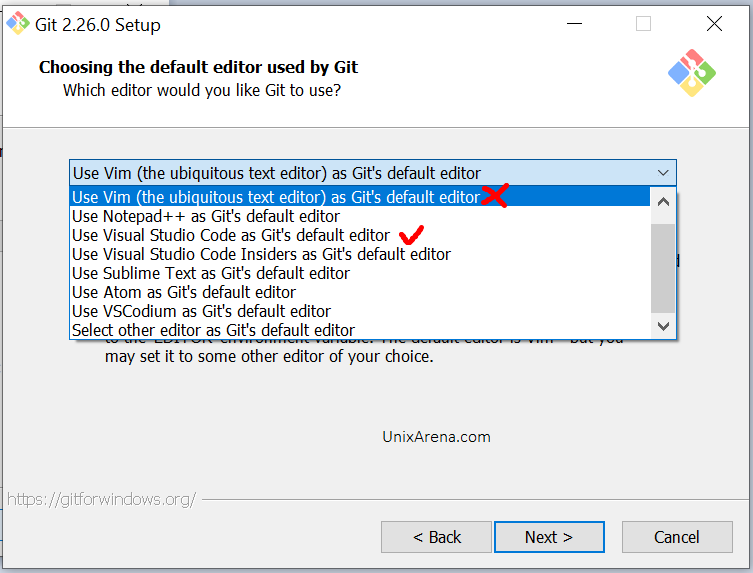 Git 2.26.0 Setup
Choosing the default editor used by Git
Which editor would you like Git to use?
Use Vim (the ubiquitous text editor) as Git's default editor
Use Vim (the ubiquitous text editor) as Git's default editor
Use Notepad++ as Git's default editor
Use Visual Studio Code as Git's default editor
Use Visual Studio Code Insiders as Git's default editor
Use Sublime Text as Git's default editor
Use Atom as Git's default editor
Use VSCodium as Git's default editor
Select other editor as Git's default editor
to the 'EDITOR' environment variable. The default editor is Vim - but you
may set it to some other editor of your choice.
UnixArena.com
https://gitforwindows.org/
< Back
Next >
Cancel